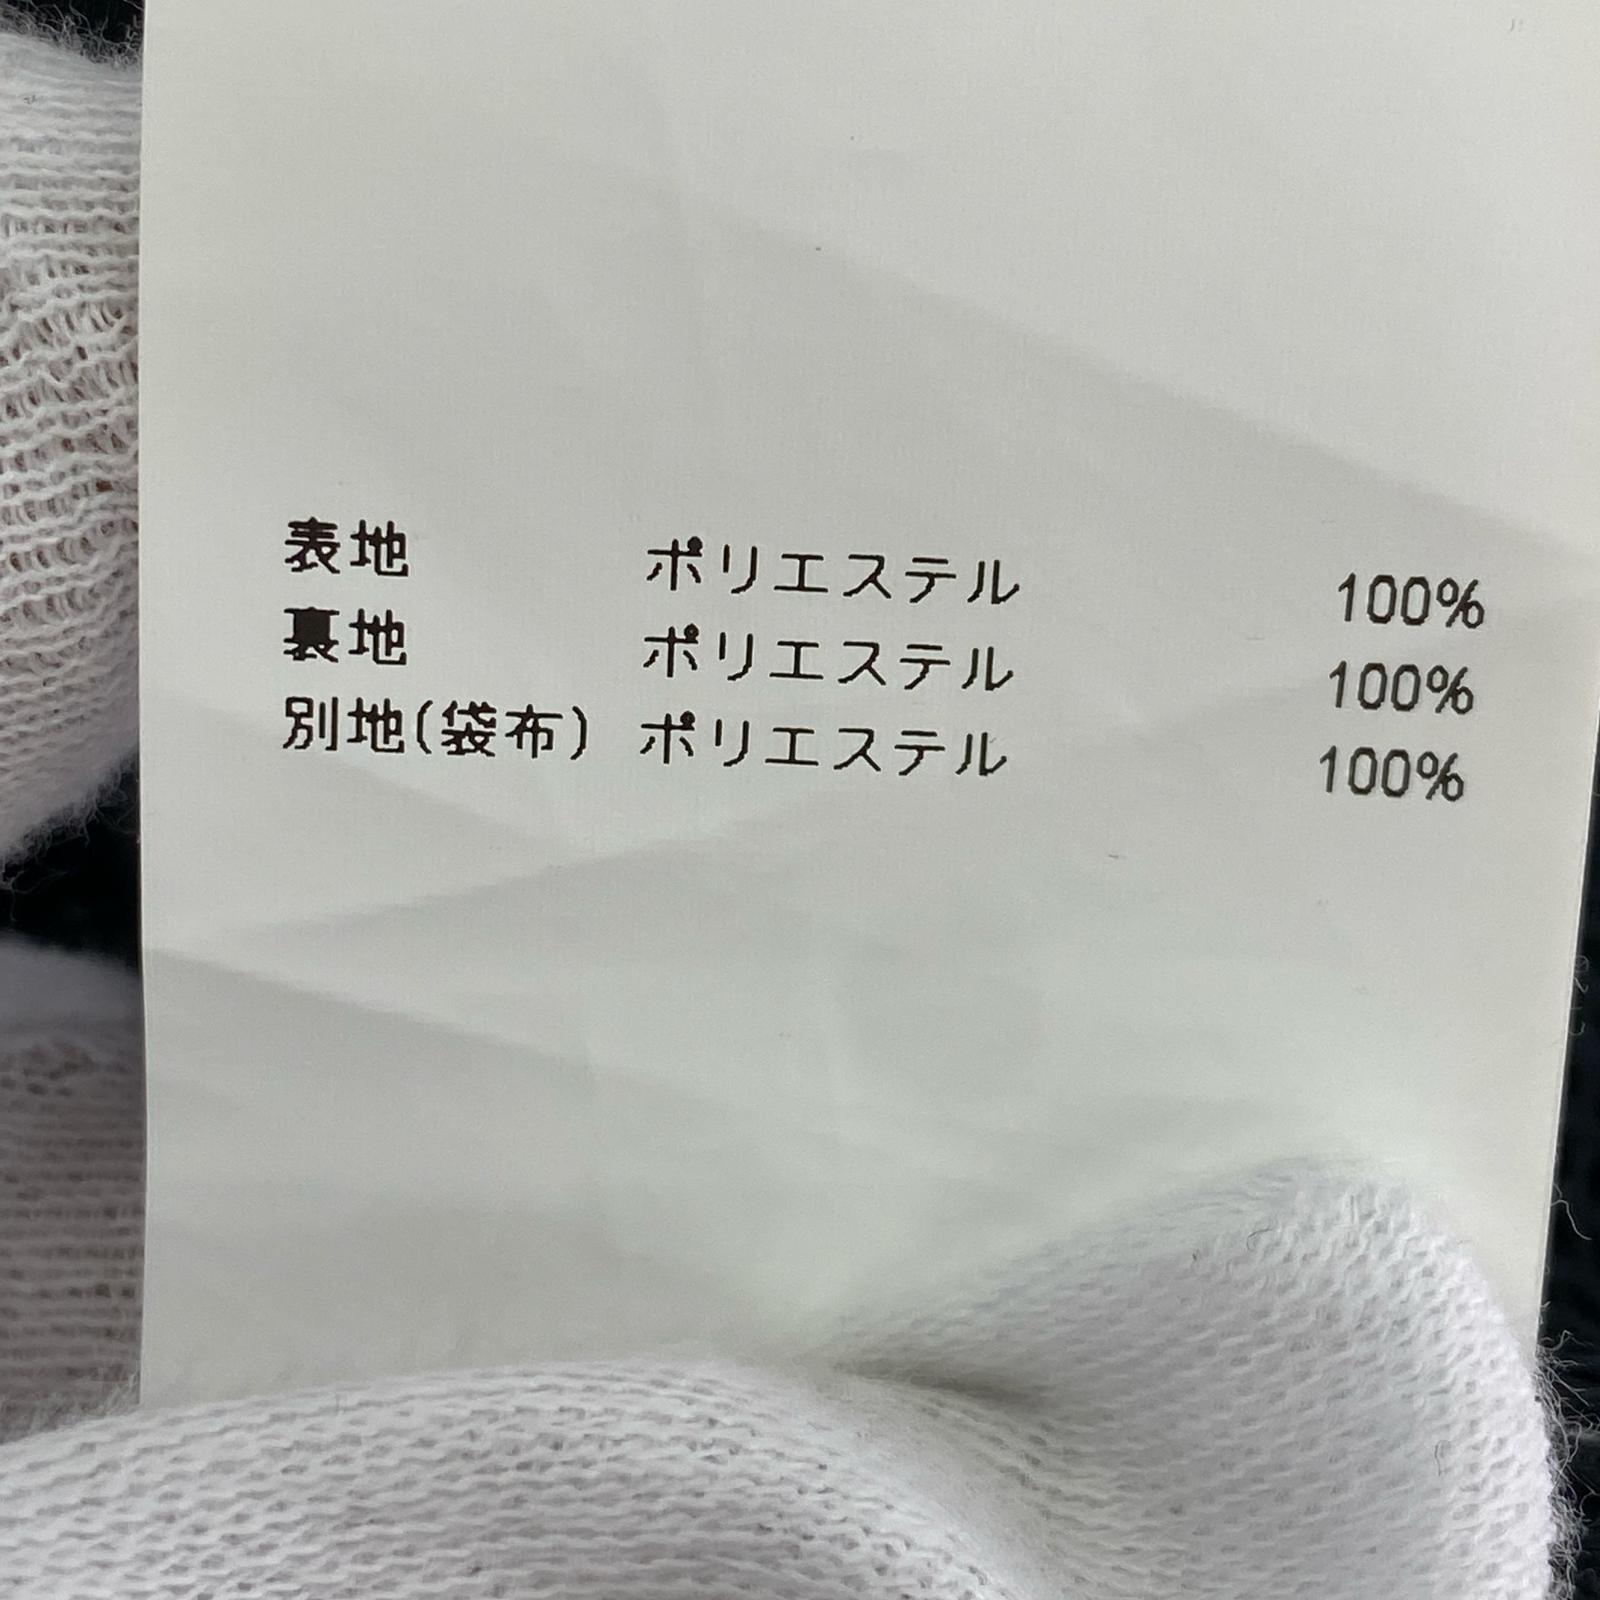 表地 ポリエステル 100%
裏地 ポリエステル 100%
別地(袋布) ポリエステル 100%